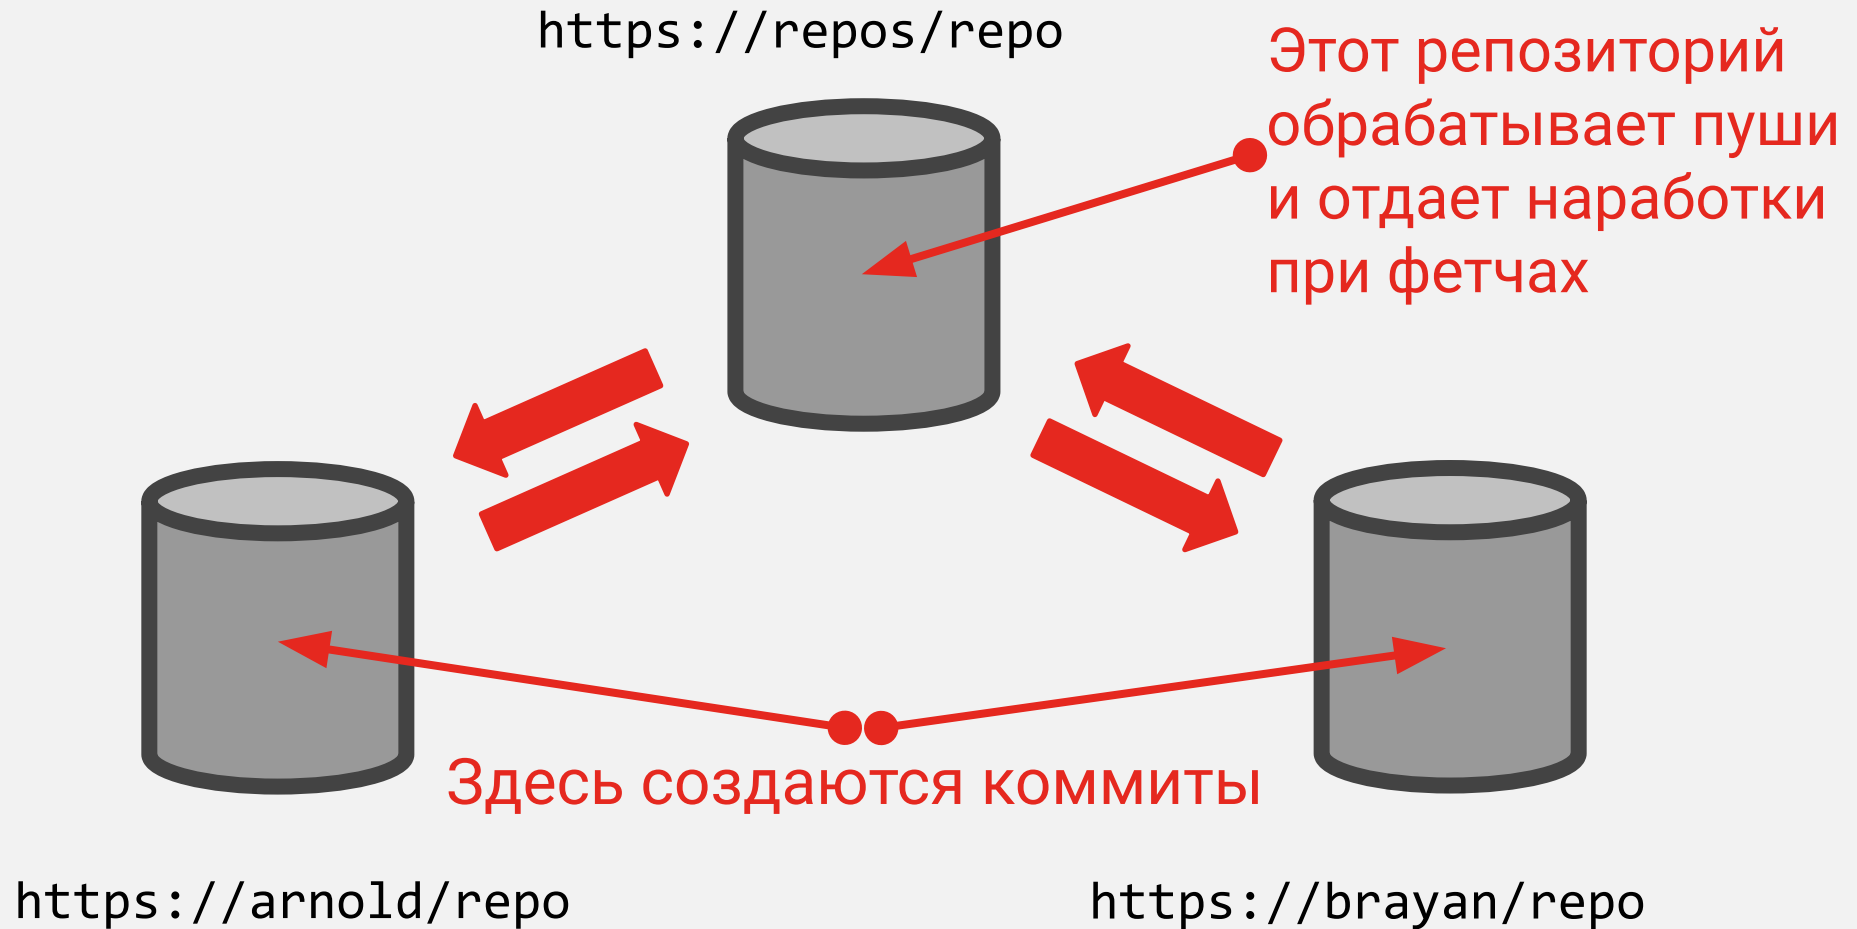 https://repos/repo
Этот репозиторий
обрабатывает пуши
и отдает наработки
при фетчах
Здесь создаются коммиты
https://arnold/repo
https://brayan/repo